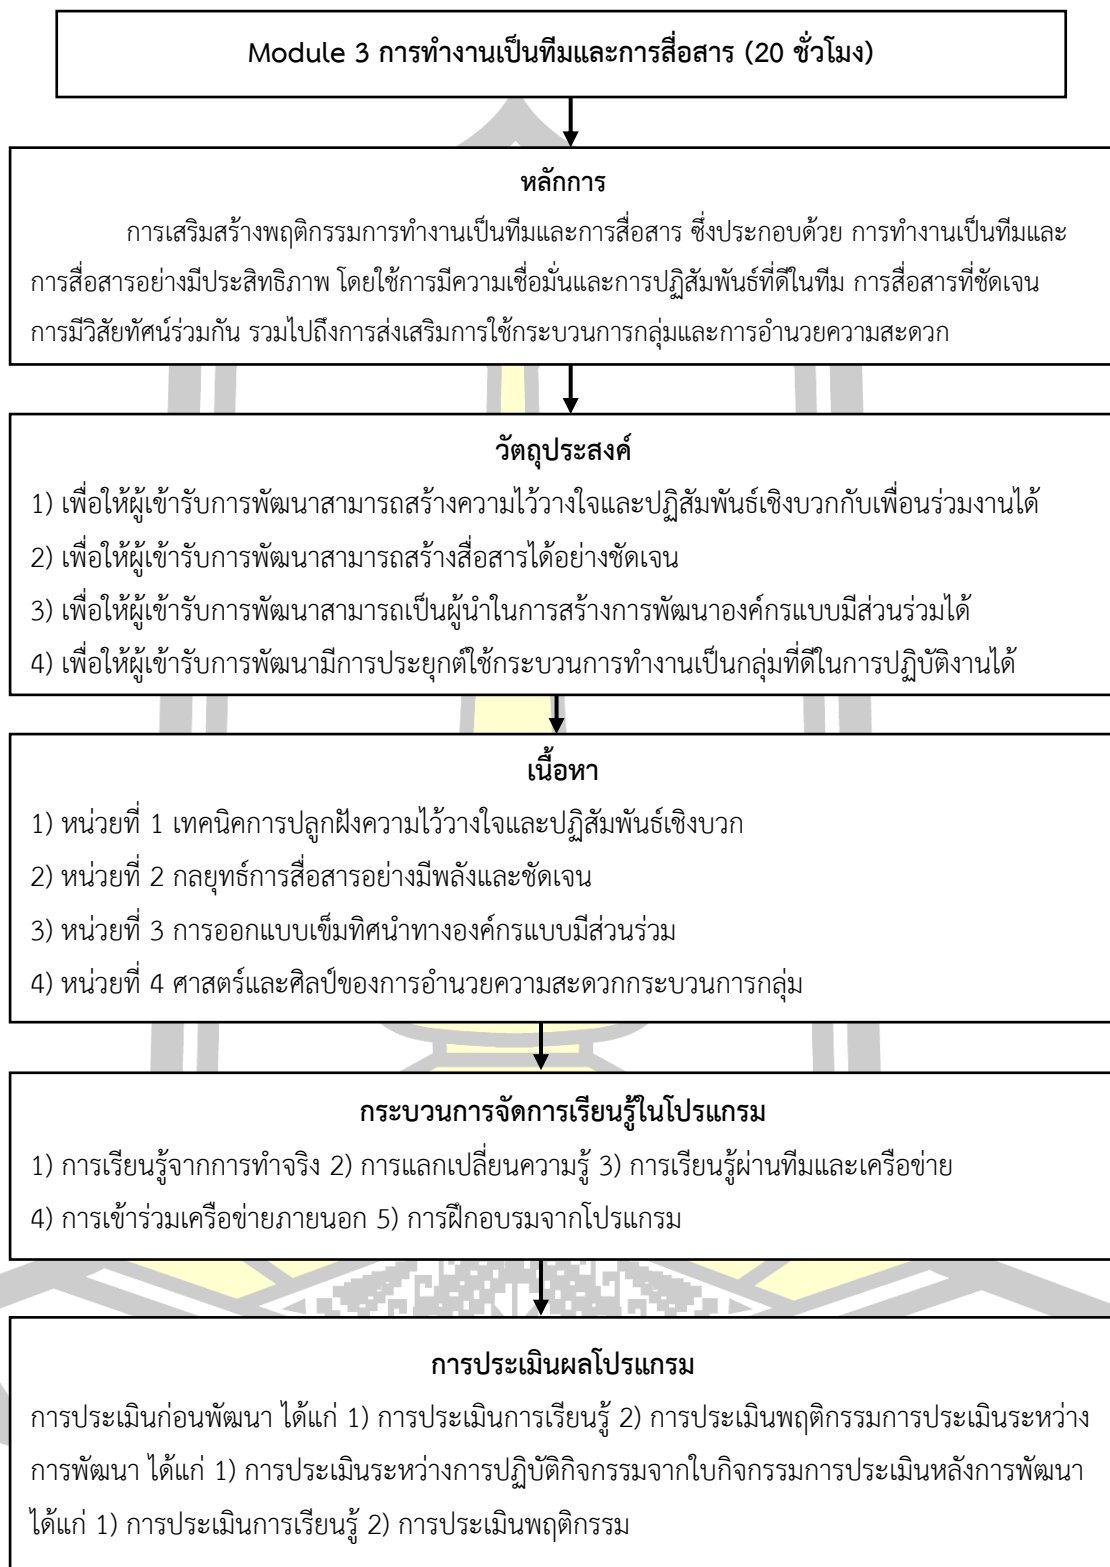 Module 3 การทำงานเป็นทีมและการสื่อสาร (20 ชั่วโมง)
หลักการ
การเสริมสร้างพฤติกรรมการทำงานเป็นทีมและการสื่อสาร ซึ่งประกอบด้วย การทำงานเป็นทีมและ
การสื่อสารอย่างมีประสิทธิภาพ โดยใช้การมีความเชื่อมั่นและการปฏิสัมพันธ์ที่ดีในทีม การสื่อสารที่ชัดเจน
การมีวิสัยทัศน์ร่วมกัน รวมไปถึงการส่งเสริมการใช้กระบวนการกลุ่มและการอำนวยความสะดวก
วัตถุประสงค์
1) เพื่อให้ผู้เข้ารับการพัฒนาสามารถสร้างความไว้วางใจและปฏิสัมพันธ์เชิงบวกกับเพื่อนร่วมงานได้
2) เพื่อให้ผู้เข้ารับการพัฒนาสามารถสร้างสื่อสารได้อย่างชัดเจน
3) เพื่อให้ผู้เข้ารับการพัฒนาสามารถเป็นผู้นำในการสร้างการพัฒนาองค์กรแบบมีส่วนร่วมได้
4) เพื่อให้ผู้เข้ารับการพัฒนามีการประยุกต์ใช้กระบวนการทำงานเป็นกลุ่มที่ดีในการปฏิบัติงานได้
เนื้อหา
1) หน่วยที่ 1 เทคนิคการปลูกฝังความไว้วางใจและปฏิสัมพันธ์เชิงบวก
2) หน่วยที่ 2 กลยุทธ์การสื่อสารอย่างมีพลังและชัดเจน
3) หน่วยที่ 3 การออกแบบเข็มทิศนำทางองค์กรแบบมีส่วนร่วม
4) หน่วยที่ 4 ศาสตร์และศิลป์ของการอำนวยความสะดวกกระบวนการกลุ่ม
กระบวนการจัดการเรียนรู้ในโปรแกรม
1) การเรียนรู้จากการทำจริง 2) การแลกเปลี่ยนความรู้ 3) การเรียนรู้ผ่านทีมและเครือข่าย
4) การเข้าร่วมเครือข่ายภายนอก 5) การฝึกอบรมจากโปรแกรม
การประเมินผลโปรแกรม
การประเมินก่อนพัฒนา ได้แก่ 1) การประเมินการเรียนรู้ 2) การประเมินพฤติกรรมการประเมินระหว่าง
การพัฒนา ได้แก่ 1) การประเมินระหว่างการปฏิบัติกิจกรรมจากใบกิจกรรมการประเมินหลังการพัฒนา
ได้แก่ 1) การประเมินการเรียนรู้ 2) การประเมินพฤติกรรม